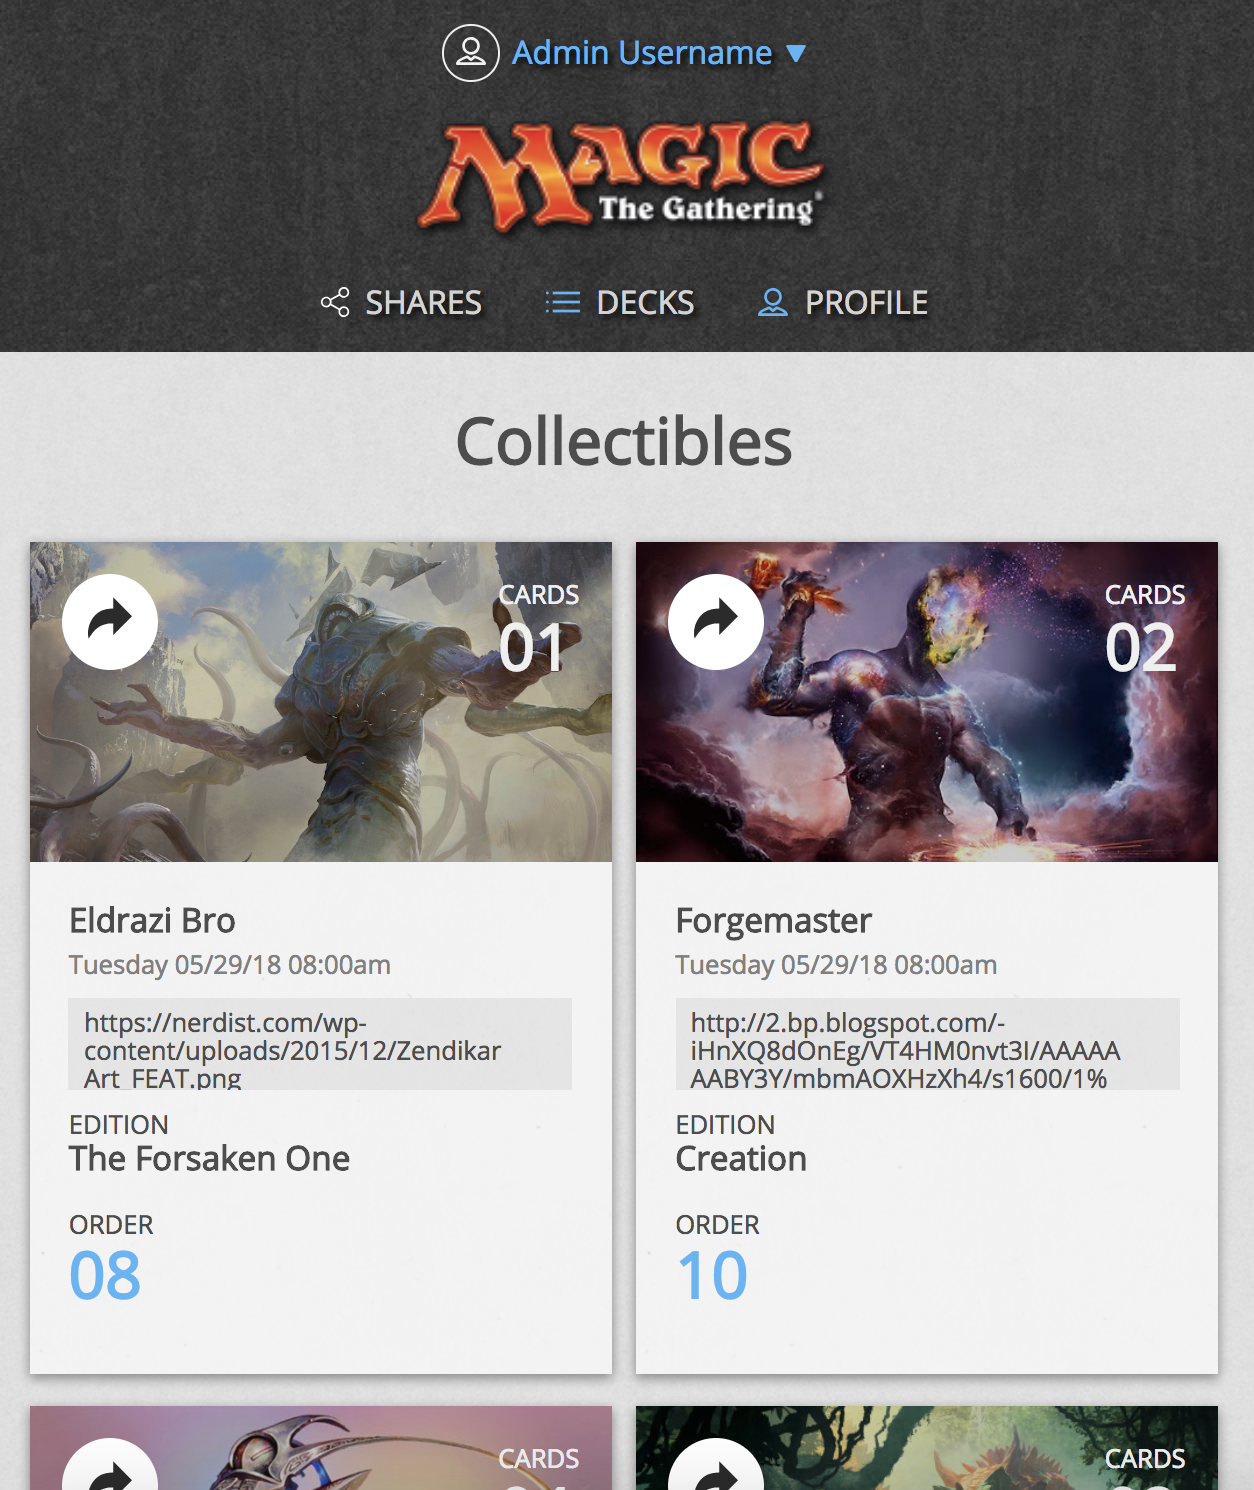 Admin Username
MAGIC
The Gathering®
SHARES DECKS PROFILE
Collectibles
CARDS
01
Eldrazi Bro
Tuesday 05/29/18 08:00am
https://nerdist.com/wp-
content/uploads/2015/12/Zendikar
Art_FEAT.png
EDITION
The Forsaken One
ORDER
08
CARDS
02
Forgemaster
Tuesday 05/29/18 08:00am
http://2.bp.blogspot.com/-
iHnXQ8dOnEg/VT4HM0nvt3I/AAAAA
AABY3Y/mbmAOXHzXh4/s1600/1%
EDITION
Creation
ORDER
10
CARDS
CARDS